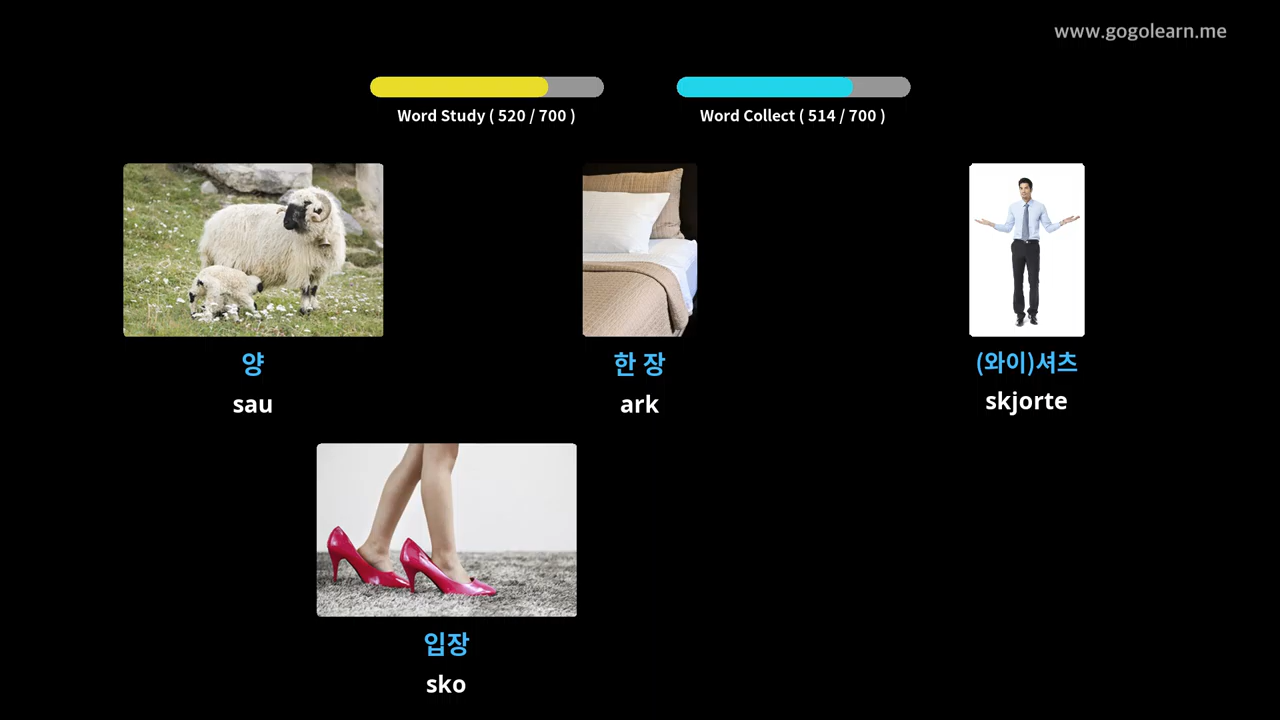 www.gogolearn.me
Word Study ( 520 / 700 )
Word Collect ( 514 / 700 )
양
sau
한 장
ark
(와이)셔츠
skjorte
입장
sko